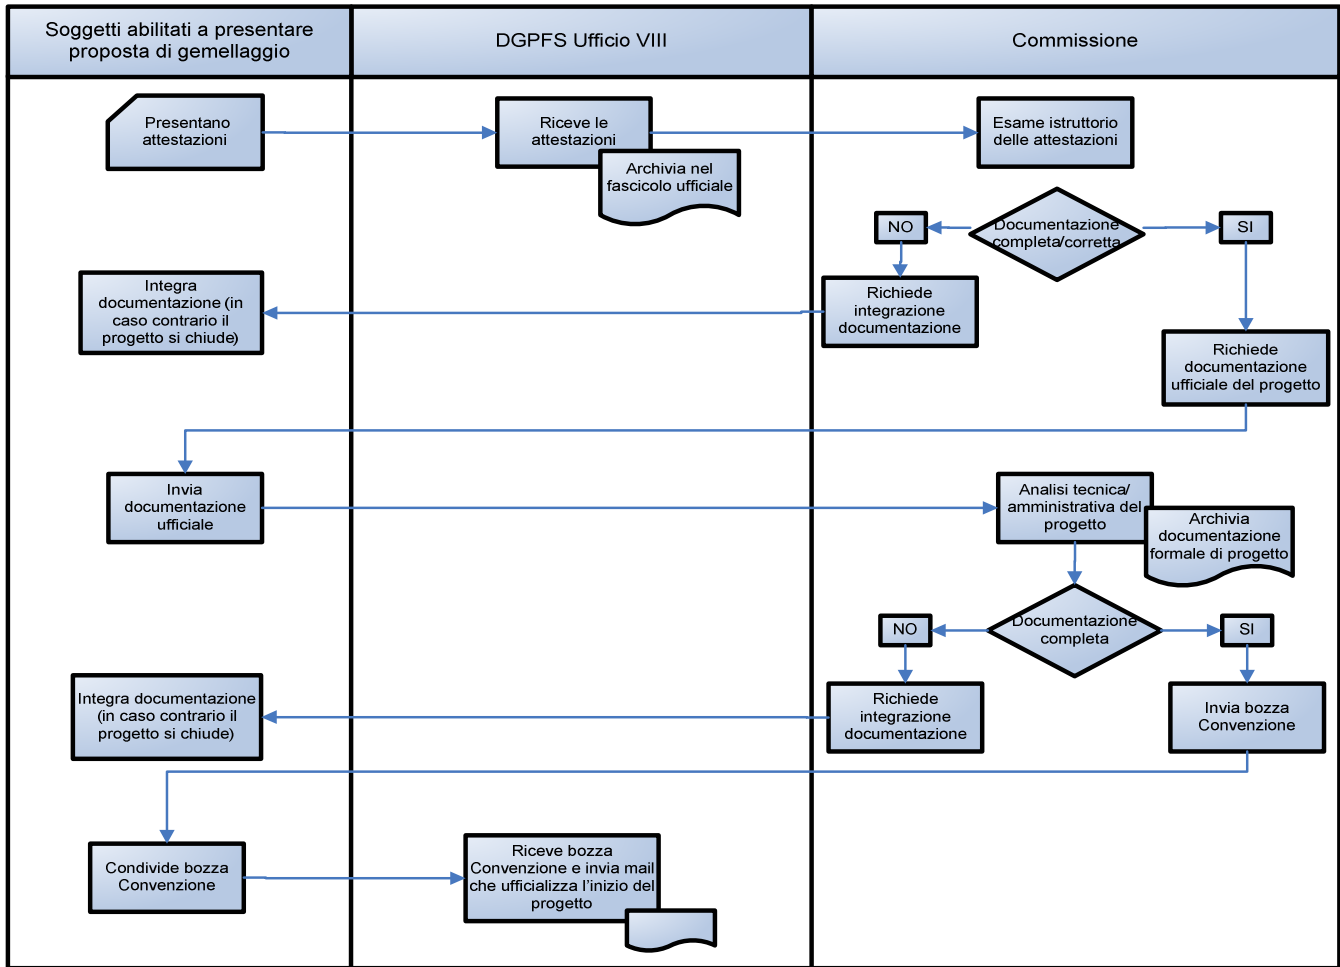 Soggetti abilitati a presentare
proposta di gemellaggio
DGPFS Ufficio VIII
Commissione
Presentano
attestazioni
Riceve le
attestazioni
Archivia nel
fascicolo ufficiale
Esame istruttorio
delle attestazioni
Documentazione
completa/corretta
NO
SI
Integra
documentazione (in
caso contrario il
progetto si chiude)
Richiede
integrazione
documentazione
Richiede
documentazione
ufficiale del progetto
Invia
documentazione
ufficiale
Analisi tecnica/
amministrativa del
progetto
Archivia
documentazione
formale di progetto
Documentazione
completa
NO
SI
Integra documentazione
(in caso contrario il
progetto si chiude)
Richiede
integrazione
documentazione
Invia bozza
Convenzione
Condivide bozza
Convenzione
Riceve bozza
Convenzione e invia mail
che ufficializza l'inizio del
progetto